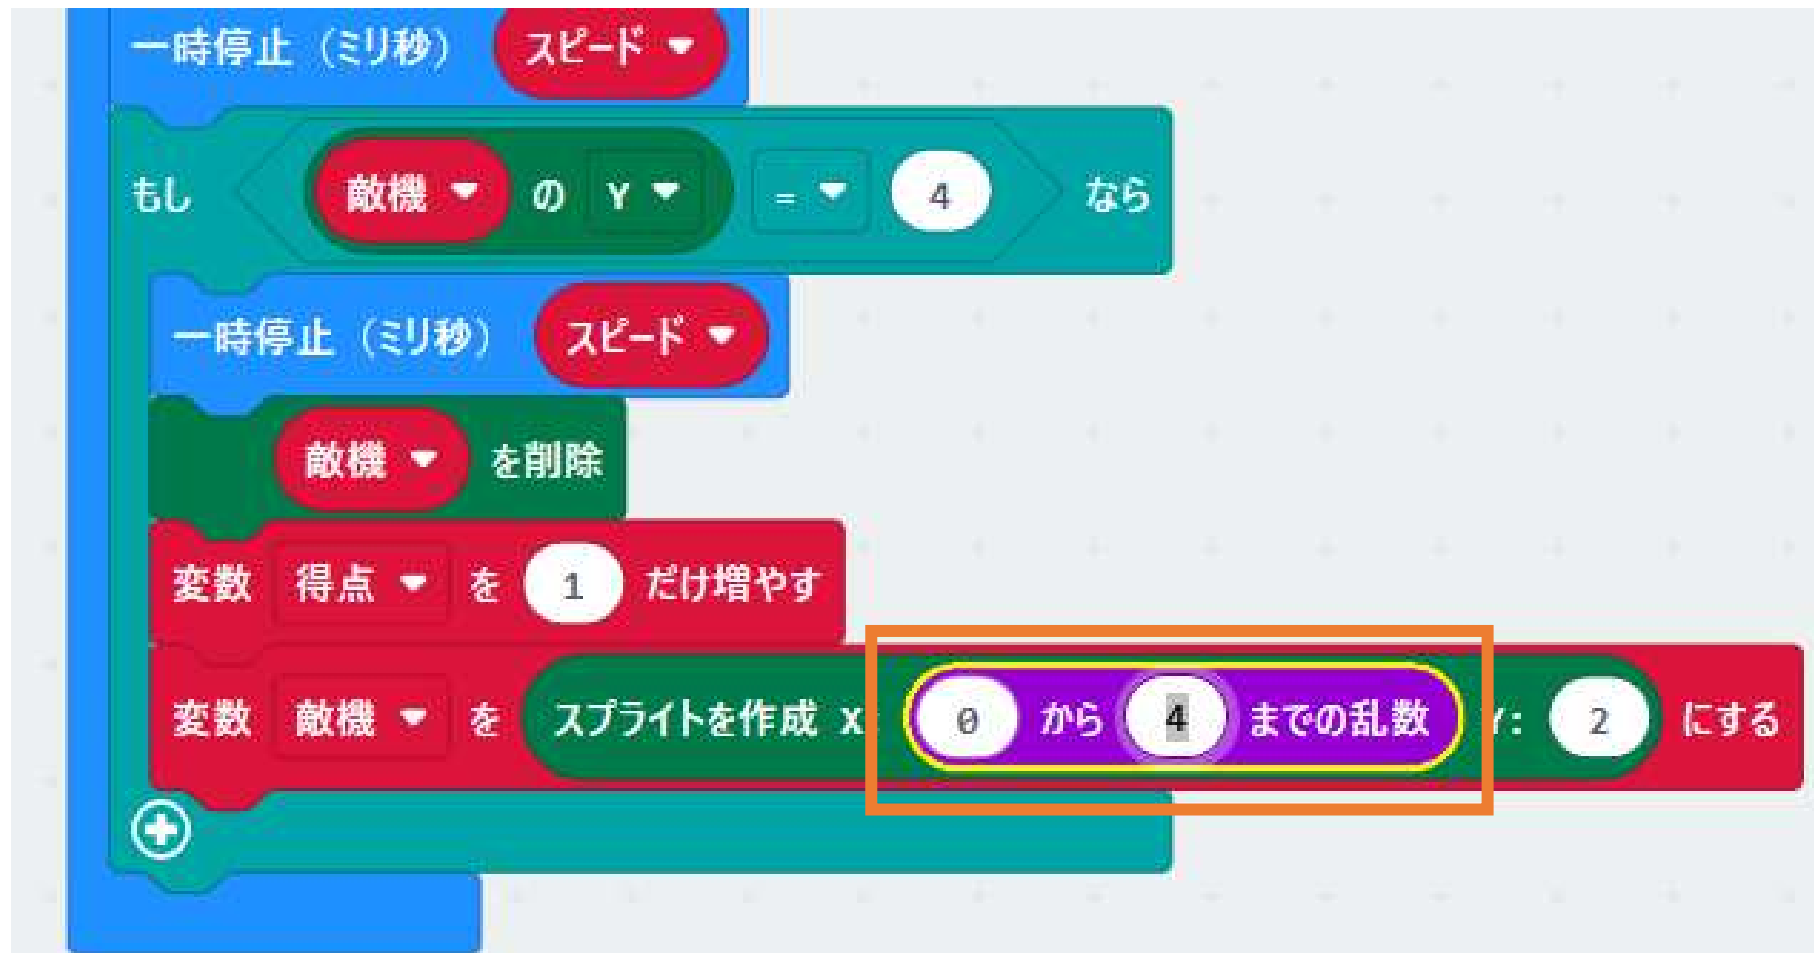 一時停止（ミリ秒） スピード
もし 敵機 の Y = 4 なら
一時停止（ミリ秒） スピード
敵機 を削除
変数 得点 を 1 だけ増やす
変数 敵機 を スプライトを作成 X 0 から 4 までの乱数 Y: 2 にする